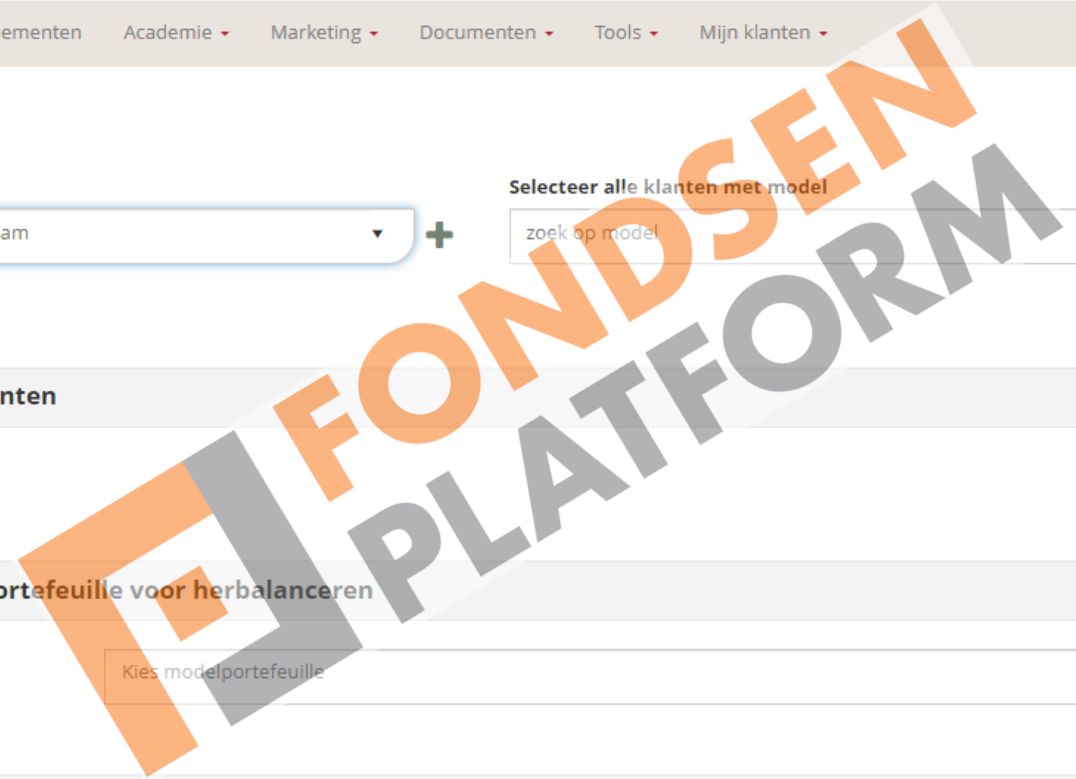 ementen Academie Marketing Documenten Tools Mijn klanten
Selecteer alle klanten met model
am
zoek op model
FONDSEN
PLATFORM
nten
ortefeuille voor herbalanceren
Kies modelportefeuille